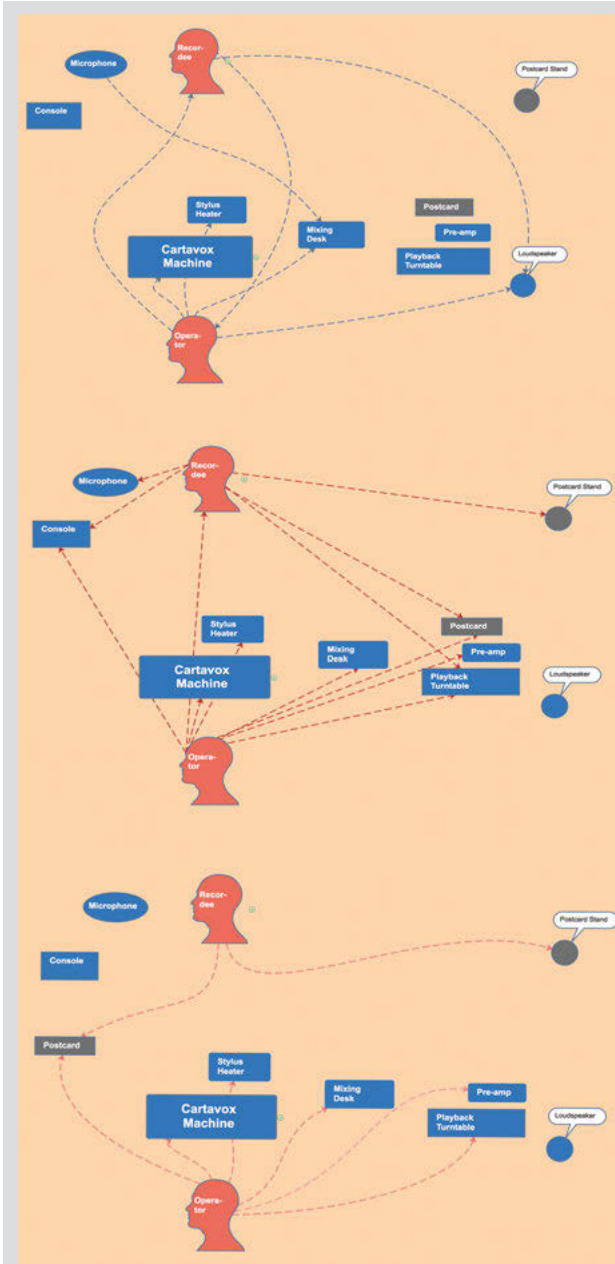 Recor-
dee
Microphone
Postcard Stand
Console
Stylus
Heater
Postcard
Mixing
Desk
Pre-amp
Cartavox
Machine
Playback
Turntable
Loudspeaker
Opera-
tor
Recor-
dee
Microphone
Postcard Stand
Console
Stylus
Heater
Postcard
Mixing
Desk
Pre-amp
Cartavox
Machine
Playback
Turntable
Loudspeaker
Opera-
tor
Recor-
dee
Microphone
Postcard Stand
Console
Postcard
Stylus
Heater
Mixing
Desk
Pre-amp
Cartavox
Machine
Playback
Turntable
Loudspeaker
Opera-
tor